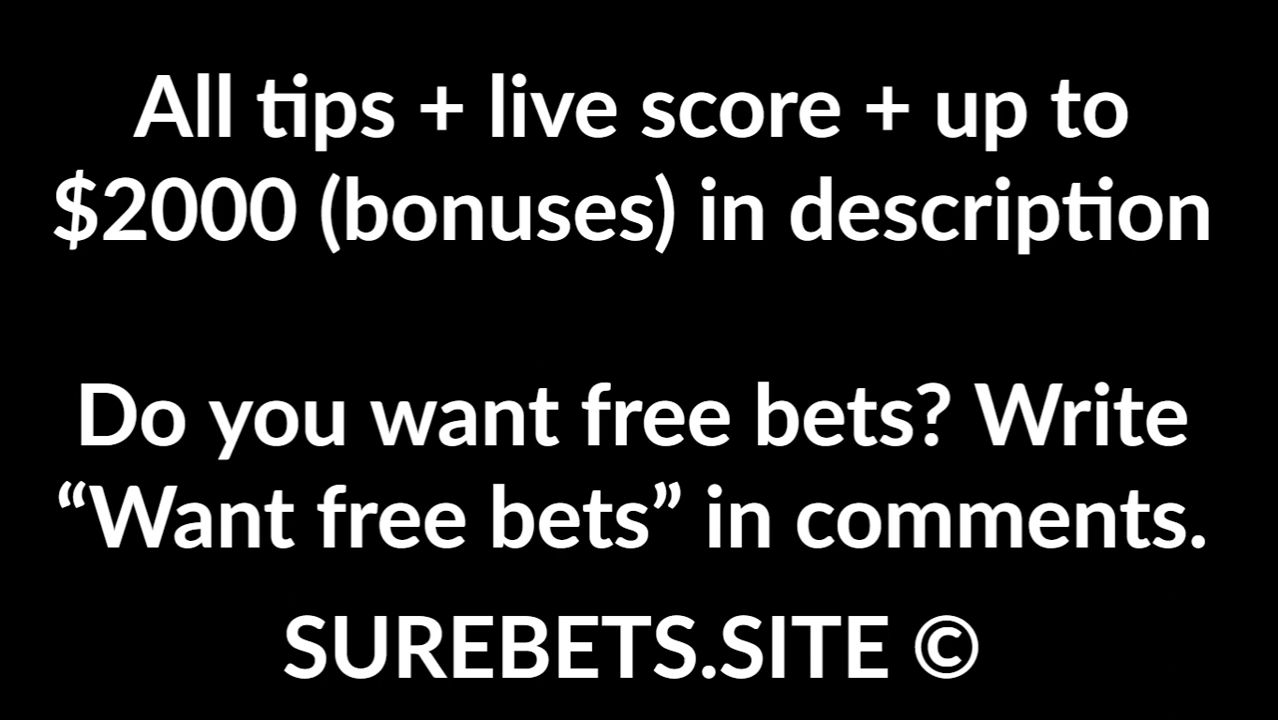 All tips + live score + up to
$2000 (bonuses) in description
Do you want free bets? Write
“Want free bets” in comments.
SUREBETS.SITE ©